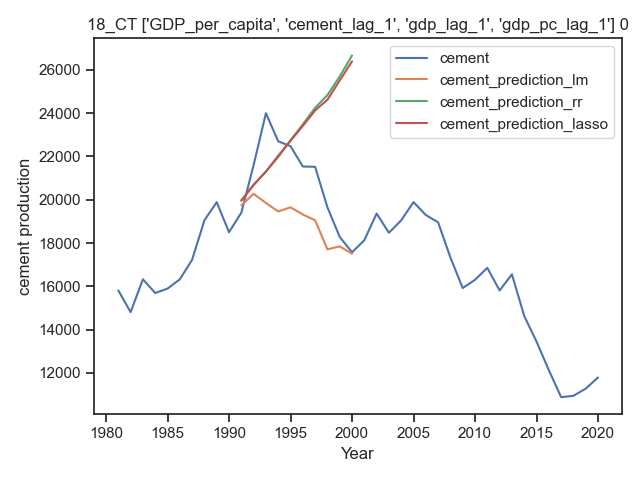 18_CT ['GDP_per_capita', 'cement_lag_1', 'gdp_lag_1', 'gdp_pc_lag_1'] 0
cement
cement_prediction_lm
cement_prediction_rr
cement_prediction_lasso
cement production
26000
24000
22000
20000
18000
16000
14000
12000
1980 1985 1990 1995 2000 2005 2010 2015 2020
Year